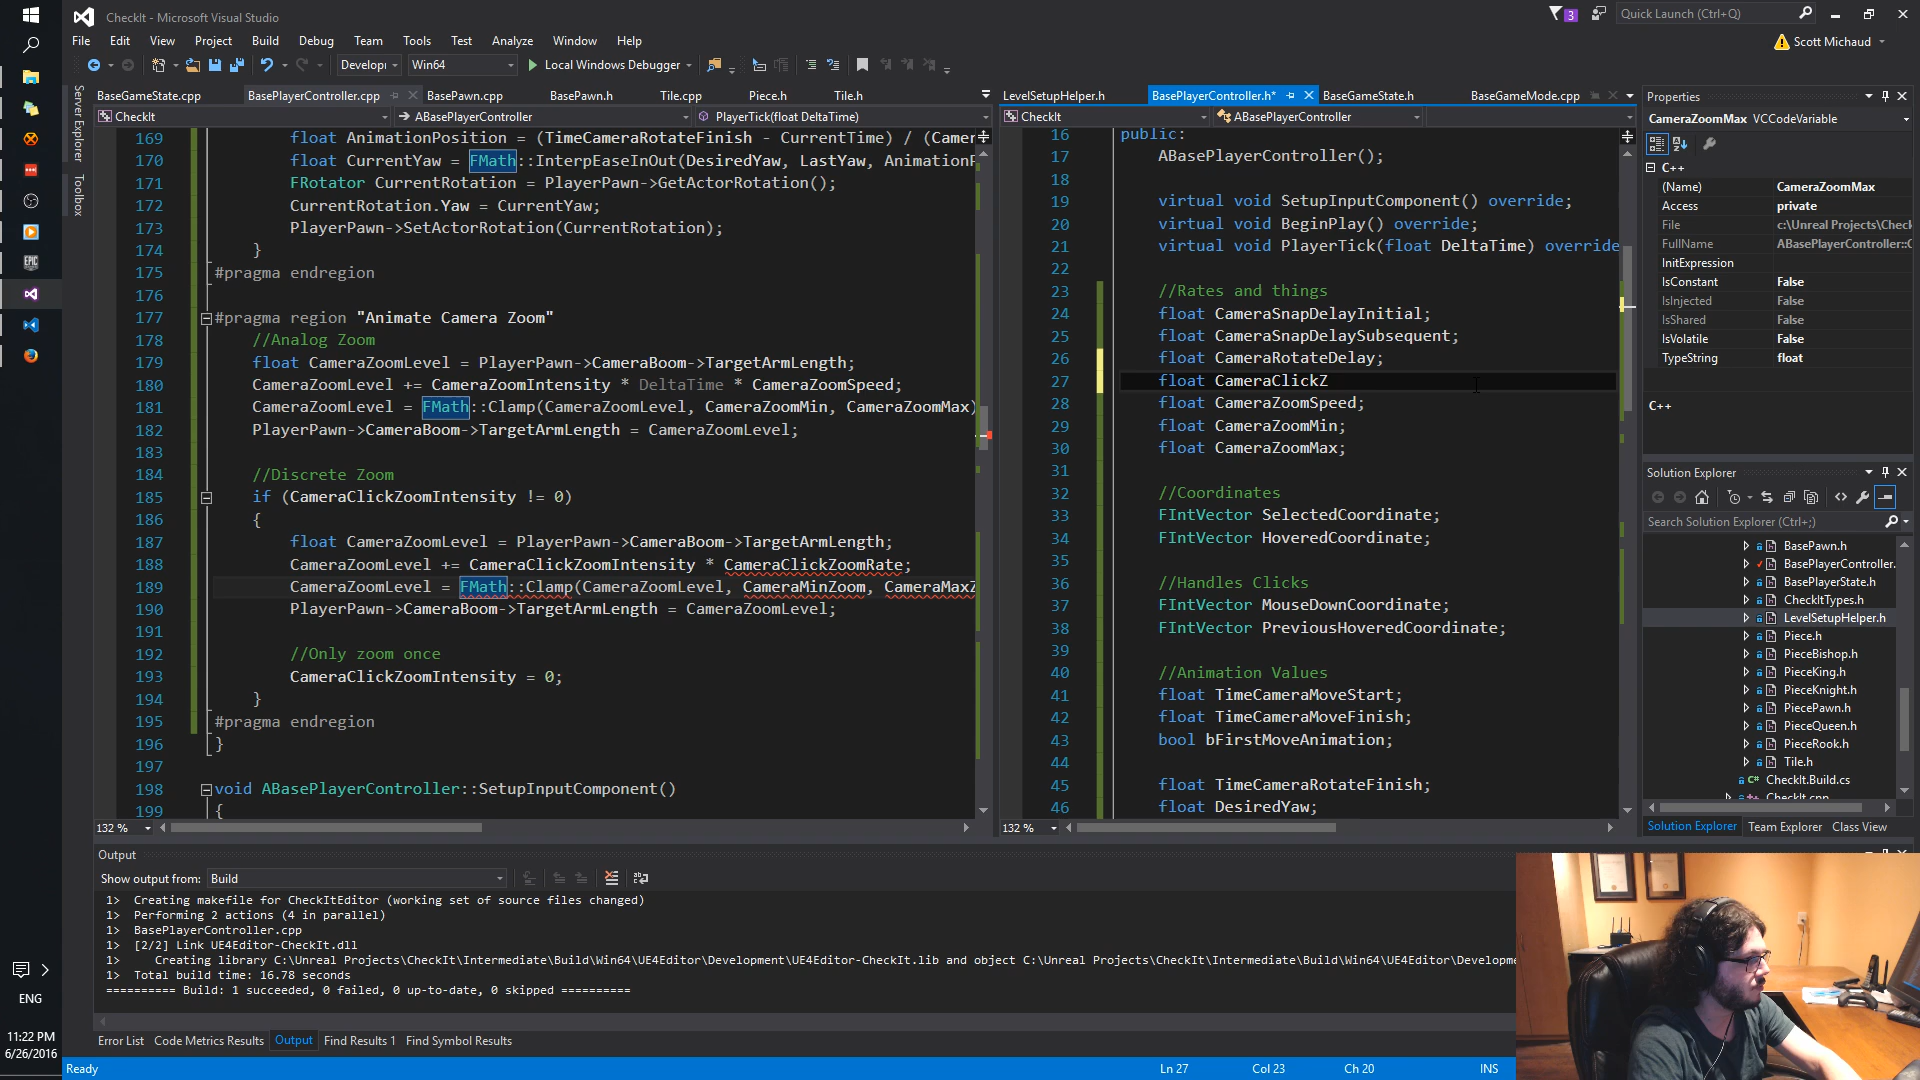 CheckIt - Microsoft Visual Studio
3
Quick Launch (Ctrl+Q)
File Edit View Project Build Debug Team Tools Test Analyze Window Help
Scott Michaud
Develop Win64 Local Windows Debugger
Server Explorer
Toolbox
BaseGameState.cpp BasePlayerController.cpp BasePawn.cpp BasePawn.h Tile.cpp Piece.h Tile.h
CheckIt ABasePlayerController PlayerTick(float DeltaTime)
169 float AnimationPosition = (TimeCameraRotateFinish - CurrentTime) / (Camer
170 float CurrentYaw = FMath::InterpEaseInOut(DesiredYaw, LastYaw, AnimationP
171 FRotator CurrentRotation = PlayerPawn->GetActorRotation();
172 CurrentRotation.Yaw = CurrentYaw;
173 PlayerPawn->SetActorRotation(CurrentRotation);
174 }
175 #pragma endregion
176
177 #pragma region "Animate Camera Zoom"
178 //Analog Zoom
179 float CameraZoomLevel = PlayerPawn->CameraBoom->TargetArmLength;
180 CameraZoomLevel += CameraZoomIntensity * DeltaTime * CameraZoomSpeed;
181 CameraZoomLevel = FMath::Clamp(CameraZoomLevel, CameraZoomMin, CameraZoomMax)
182 PlayerPawn->CameraBoom->TargetArmLength = CameraZoomLevel;
183
184 //Discrete Zoom
185 if (CameraClickZoomIntensity != 0)
186 {
187 float CameraZoomLevel = PlayerPawn->CameraBoom->TargetArmLength;
188 CameraZoomLevel += CameraClickZoomIntensity * CameraClickZoomRate;
189 CameraZoomLevel = FMath::Clamp(CameraZoomLevel, CameraMinZoom, CameraMaxZ
190 PlayerPawn->CameraBoom->TargetArmLength = CameraZoomLevel;
191
192 //Only zoom once
193 CameraClickZoomIntensity = 0;
194 }
195 #pragma endregion
196 }
197
198 void ABasePlayerController::SetupInputComponent()
199 {
132 %
LevelSetupHelper.h BasePlayerController.h* BaseGameState.h BaseGameMode.cpp
CheckIt ABasePlayerController
16 public:
17 ABasePlayerController();
18
19 virtual void SetupInputComponent() override;
20 virtual void BeginPlay() override;
21 virtual void PlayerTick(float DeltaTime) override
22
23 //Rates and things
24 float CameraSnapDelayInitial;
25 float CameraSnapDelaySubsequent;
26 float CameraRotateDelay;
27 float CameraClickZ
28 float CameraZoomSpeed;
29 float CameraZoomMin;
30 float CameraZoomMax;
31
32 //Coordinates
33 FIntVector SelectedCoordinate;
34 FIntVector HoveredCoordinate;
35
36 //Handles Clicks
37 FIntVector MouseDownCoordinate;
38 FIntVector PreviousHoveredCoordinate;
39
40 //Animation Values
41 float TimeCameraMoveStart;
42 float TimeCameraMoveFinish;
43 bool bFirstMoveAnimation;
44
45 float TimeCameraRotateFinish;
46 float DesiredYaw;
132 %
Properties
CameraZoomMax VCCodeVariable
C++
(Name) CameraZoomMax
Access private
File c:\Unreal Projects\Check
FullName ABasePlayerController::C
InitExpression
IsConstant False
IsInjected False
IsShared False
IsVolatile False
TypeString float
C++
Solution Explorer
Search Solution Explorer (Ctrl+;)
BasePawn.h
BasePlayerController.
BasePlayerState.h
CheckItTypes.h
LevelSetupHelper.h
Piece.h
PieceBishop.h
PieceKing.h
PieceKnight.h
PiecePawn.h
PieceQueen.h
PieceRook.h
Tile.h
CheckIt.Build.cs
CheckIt.cpp
Solution Explorer Team Explorer Class View
Output
Show output from: Build
1> Creating makefile for CheckItEditor (working set of source files changed)
1> Performing 2 actions (4 in parallel)
1> BasePlayerController.cpp
1> [2/2] Link UE4Editor-CheckIt.dll
1> Creating library C:\Unreal Projects\CheckIt\Intermediate\Build\Win64\UE4Editor\Development\UE4Editor-CheckIt.lib and object C:\Unreal Projects\CheckIt\Intermediate\Build\Win64\UE4Editor\Developme
1> Total build time: 16.78 seconds
========== Build: 1 succeeded, 0 failed, 0 up-to-date, 0 skipped ==========
Error List Code Metrics Results Output Find Results 1 Find Symbol Results
Ready Ln 27 Col 23 Ch 20 INS
EPIC
ENG
11:22 PM
6/26/2016